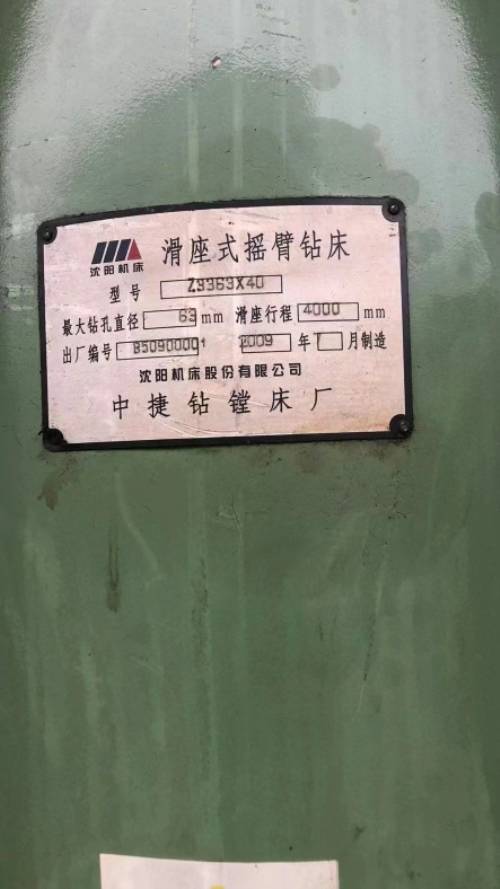 沈阳机床
滑座式摇臂钻床
型号 Z3363X40
最大钻孔直径 63 mm 滑座行程 4000 mm
出厂编号 B50900001 2009 年 7 月制造
沈阳机床股份有限公司
中捷钻镗床厂